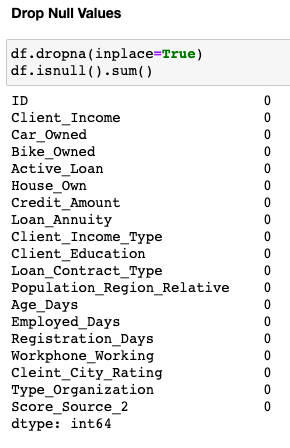 Drop Null Values
df.dropna(inplace=True)
df.isnull().sum()
ID 0
Client_Income 0
Car_Owned 0
Bike_Owned 0
Active_Loan 0
House_Own 0
Credit_Amount 0
Loan_Annuity 0
Client_Income_Type 0
Client_Education 0
Loan_Contract_Type 0
Population_Region_Relative 0
Age_Days 0
Employed_Days 0
Registration_Days 0
Workphone_Working 0
Cleint_City_Rating 0
Type_Organization 0
Score_Source_2 0
dtype: int64